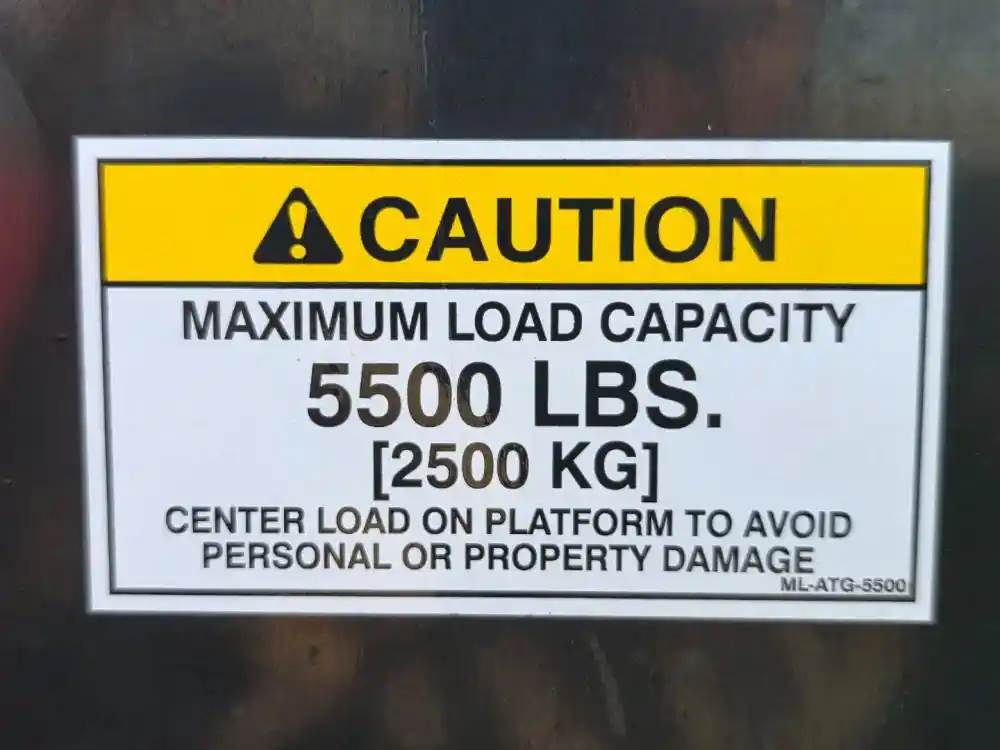 CAUTION
MAXIMUM LOAD CAPACITY
5500 LBS.
[2500 KG]
CENTER LOAD ON PLATFORM TO AVOID
PERSONAL OR PROPERTY DAMAGE
ML-ATG-5500